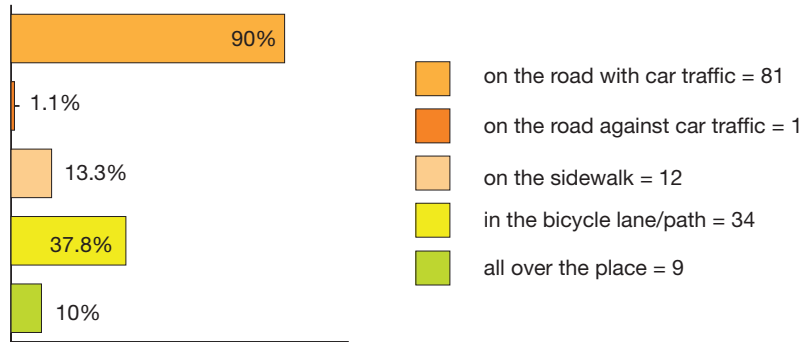 90%
1.1%
13.3%
37.8%
10%
on the road with car traffic = 81
on the road against car traffic = 1
on the sidewalk = 12
in the bicycle lane/path = 34
all over the place = 9